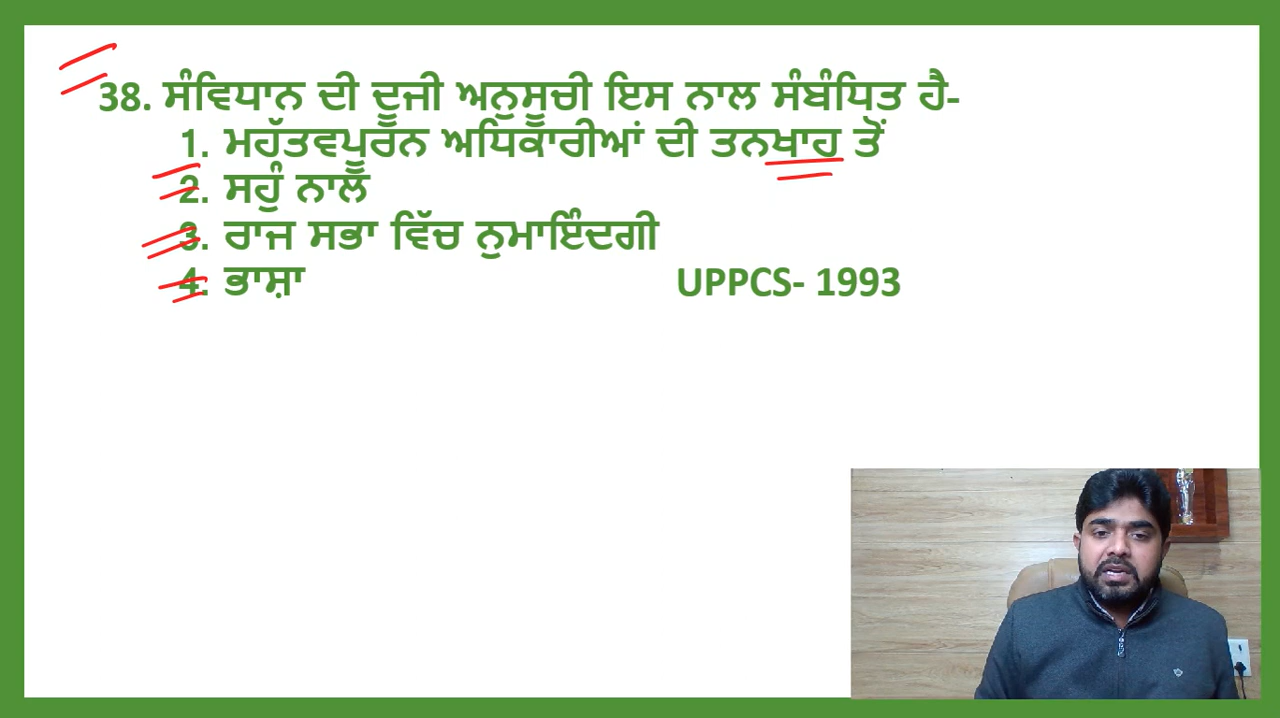 38. ਸੰਵਿਧਾਨ ਦੀ ਦੂਜੀ ਅਨੁਸੂਚੀ ਇਸ ਨਾਲ ਸੰਬੰਧਿਤ ਹੈ-
1. ਮਹੱਤਵਪੂਰਨ ਅਧਿਕਾਰੀਆਂ ਦੀ ਤਨਖਾਹ ਤੋਂ
2. ਸਹੁੰ ਨਾਲ
3. ਰਾਜ ਸਭਾ ਵਿੱਚ ਨੁਮਾਇੰਦਗੀ
4. ਭਾਸ਼ਾ UPPCS- 1993